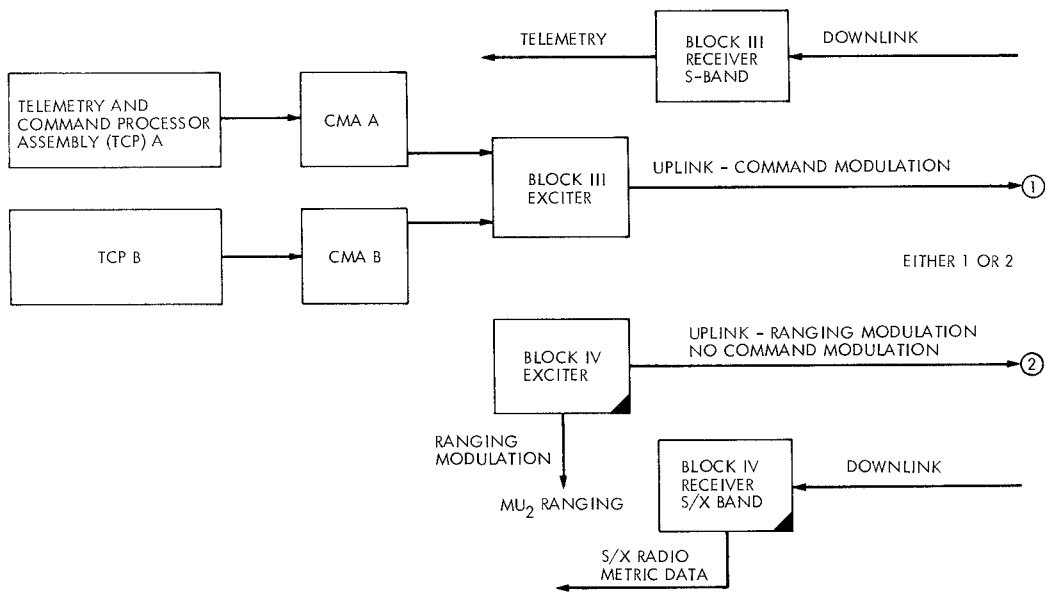 TELEMETRY
BLOCK III
RECEIVER
S-BAND
DOWNLINK
TELEMETRY AND
COMMAND PROCESSOR
ASSEMBLY (TCP) A
CMA A
BLOCK III
EXCITER
UPLINK - COMMAND MODULATION
1
TCP B
CMA B
EITHER 1 OR 2
BLOCK IV
EXCITER
UPLINK - RANGING MODULATION
NO COMMAND MODULATION
2
RANGING
MODULATION
MU2 RANGING
BLOCK IV
RECEIVER
S/X BAND
DOWNLINK
S/X RADIO
METRIC DATA